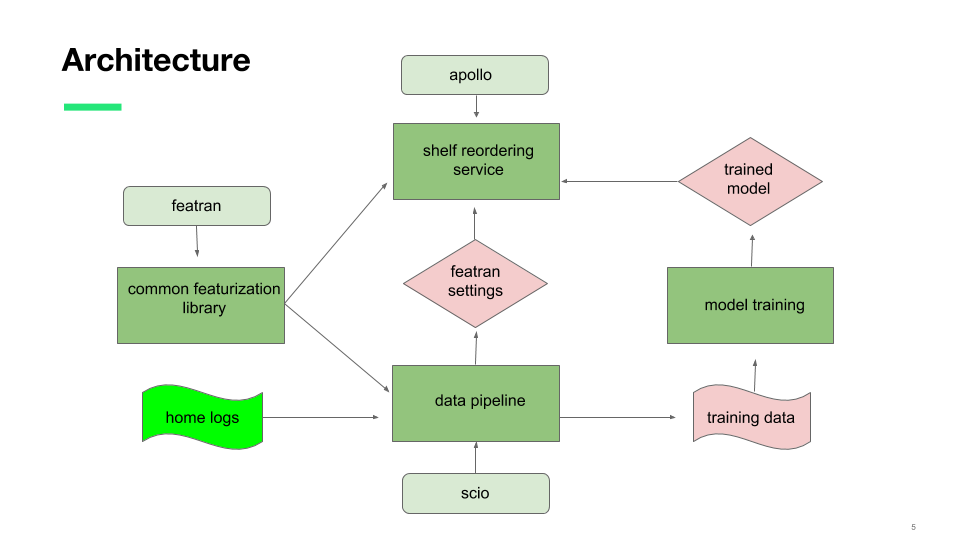 Architecture
apollo
shelf reordering
service
trained
model
featran
common featurization
library
featran
settings
model training
home logs
data pipeline
training data
scio
5